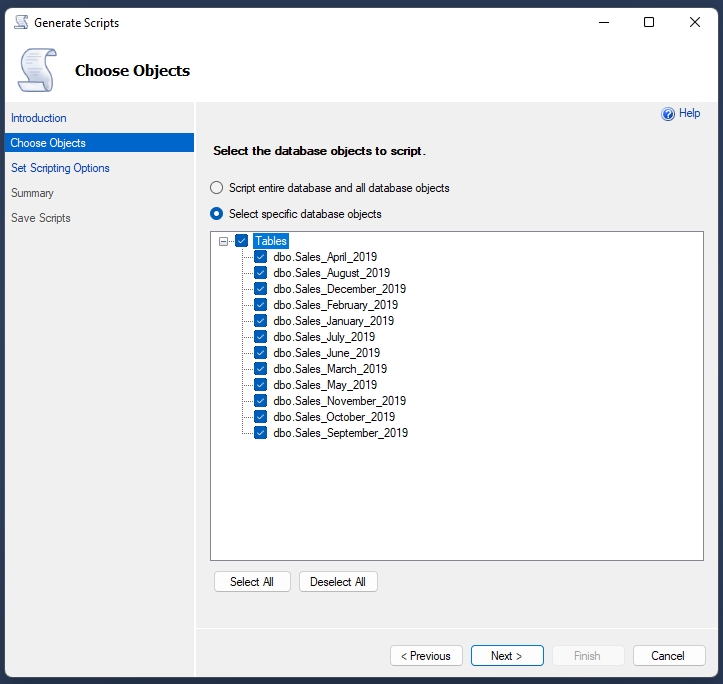 Generate Scripts
Choose Objects
Introduction
Choose Objects
Set Scripting Options
Summary
Save Scripts
Help
Select the database objects to script.
Script entire database and all database objects
Select specific database objects
Tables
dbo.Sales_April_2019
dbo.Sales_August_2019
dbo.Sales_December_2019
dbo.Sales_February_2019
dbo.Sales_January_2019
dbo.Sales_July_2019
dbo.Sales_June_2019
dbo.Sales_March_2019
dbo.Sales_May_2019
dbo.Sales_November_2019
dbo.Sales_October_2019
dbo.Sales_September_2019
Select All Deselect All
< Previous Next > Finish Cancel